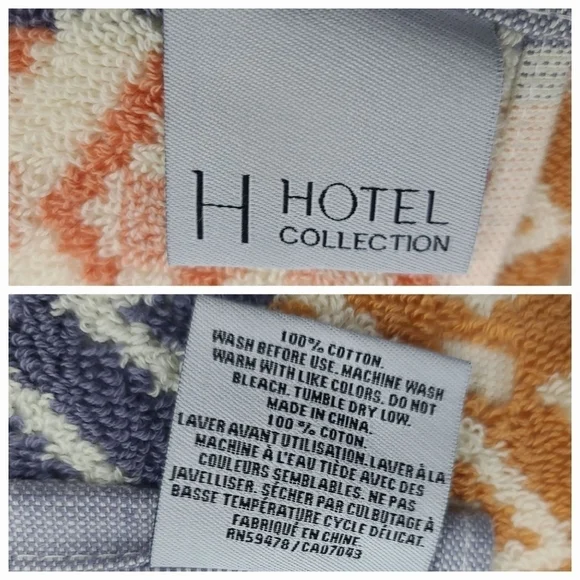 H HOTEL
COLLECTION
100% COTTON.
WASH BEFORE USE. MACHINE WASH
WARM WITH LIKE COLORS. DO NOT
BLEACH. TUMBLE DRY LOW.
MADE IN CHINA.
100 % COTON.
LAVER AVANT UTILISATION. LAVER À LA
MACHINE À L'EAU TIÈDE AVEC DES
COULEURS SEMBLABLES. NE PAS
JAVELLISER. SÉCHER PAR CULBUTAGE À
BASSE TEMPÉRATURE CYCLE DÉLICAT.
FABRIQUÉ EN CHINE.
RN59478 / CA07043